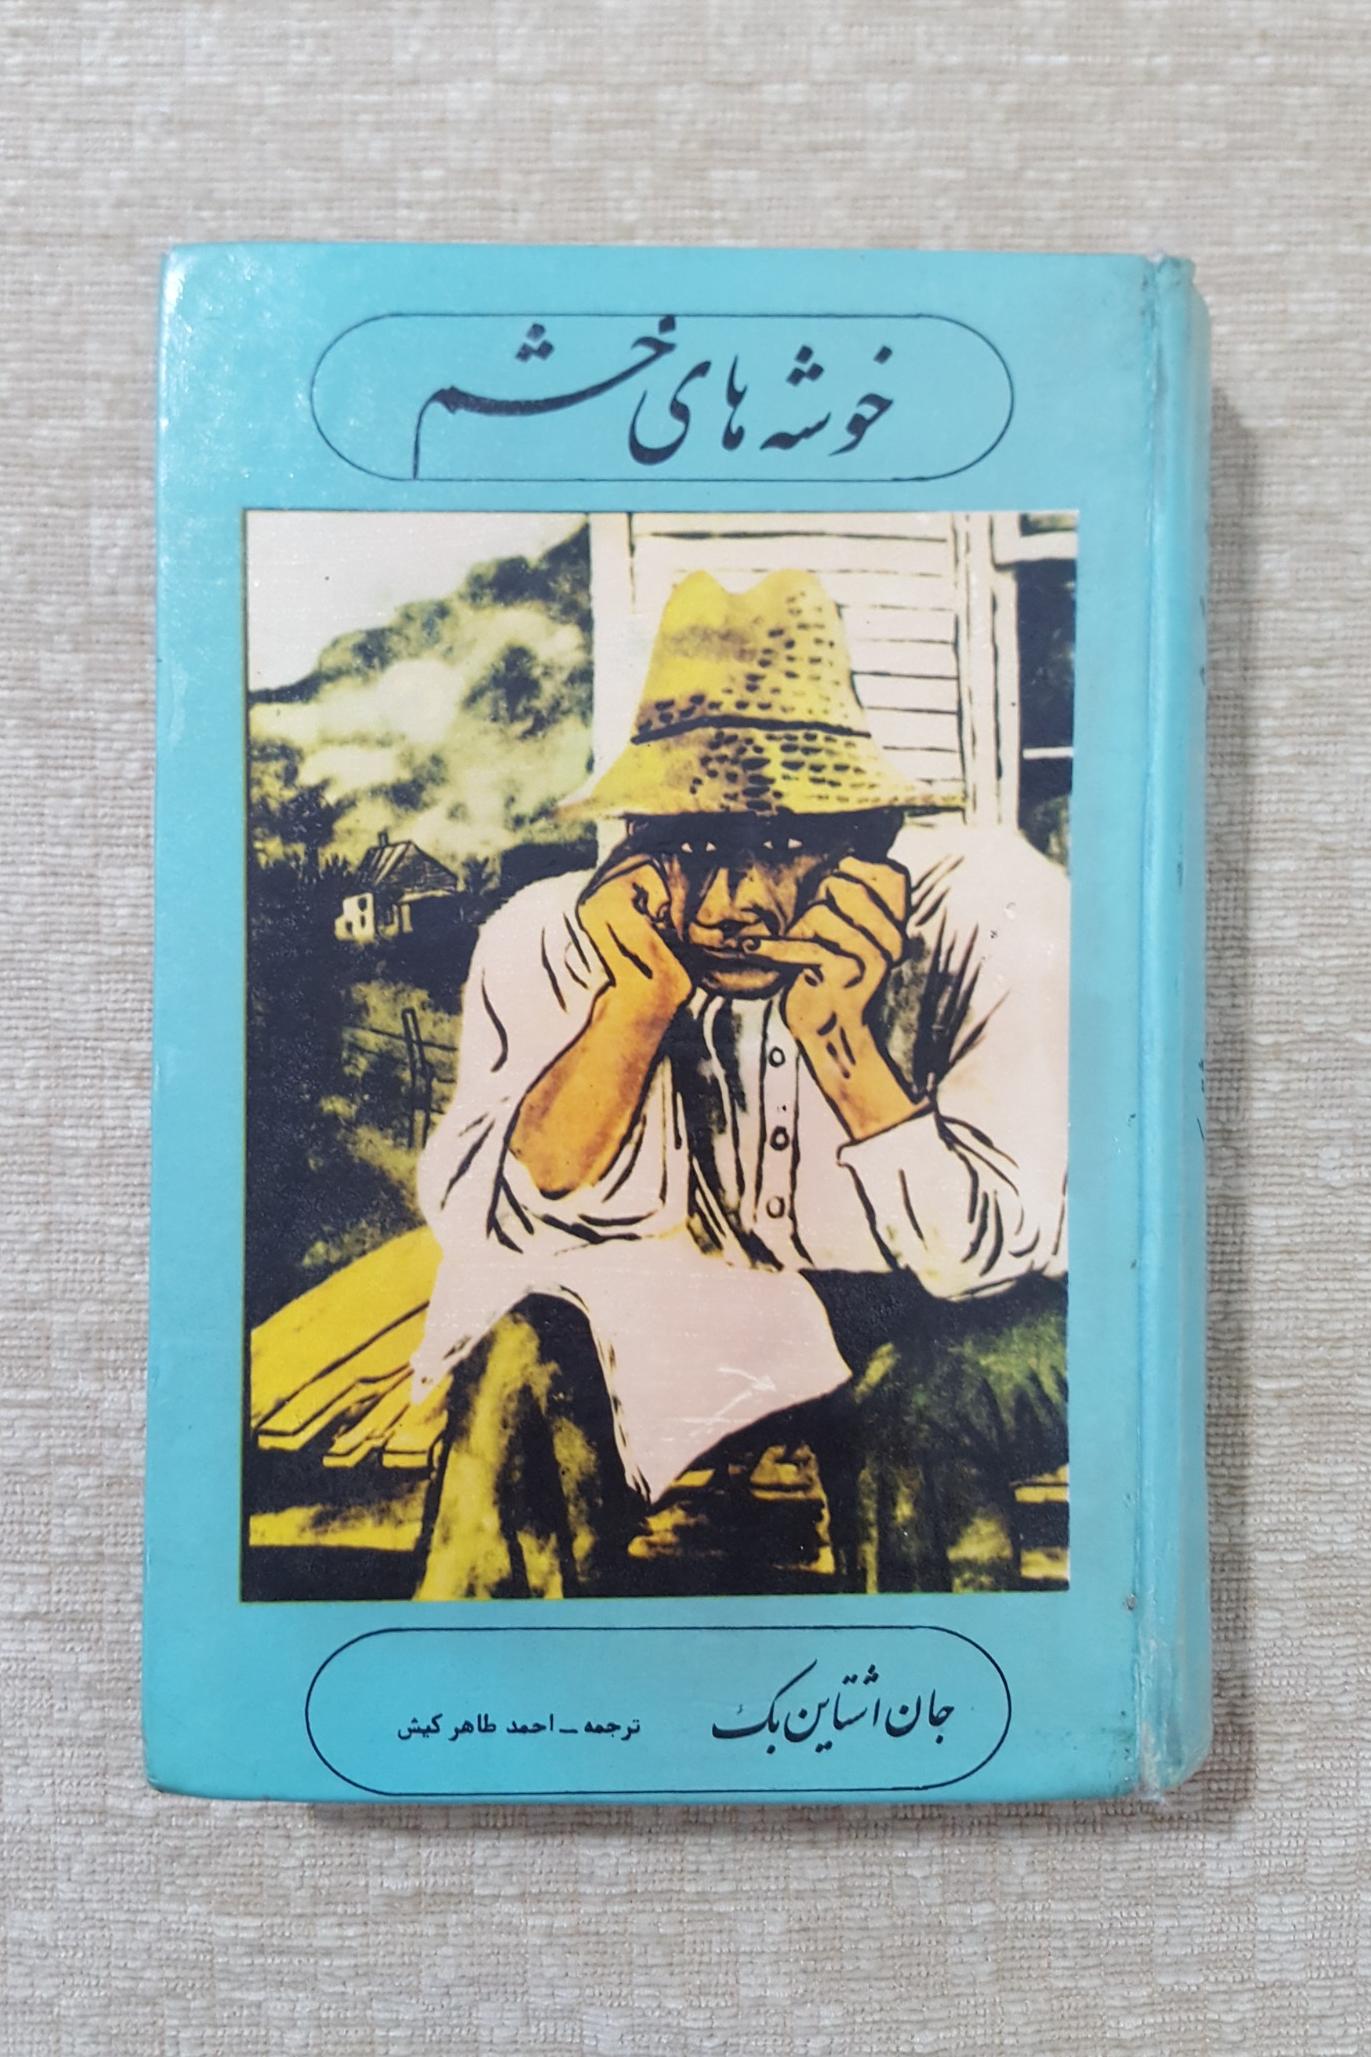 خوشه های خشم
جان اشتاین بک
ترجمه ـ احمد طاهر کیش